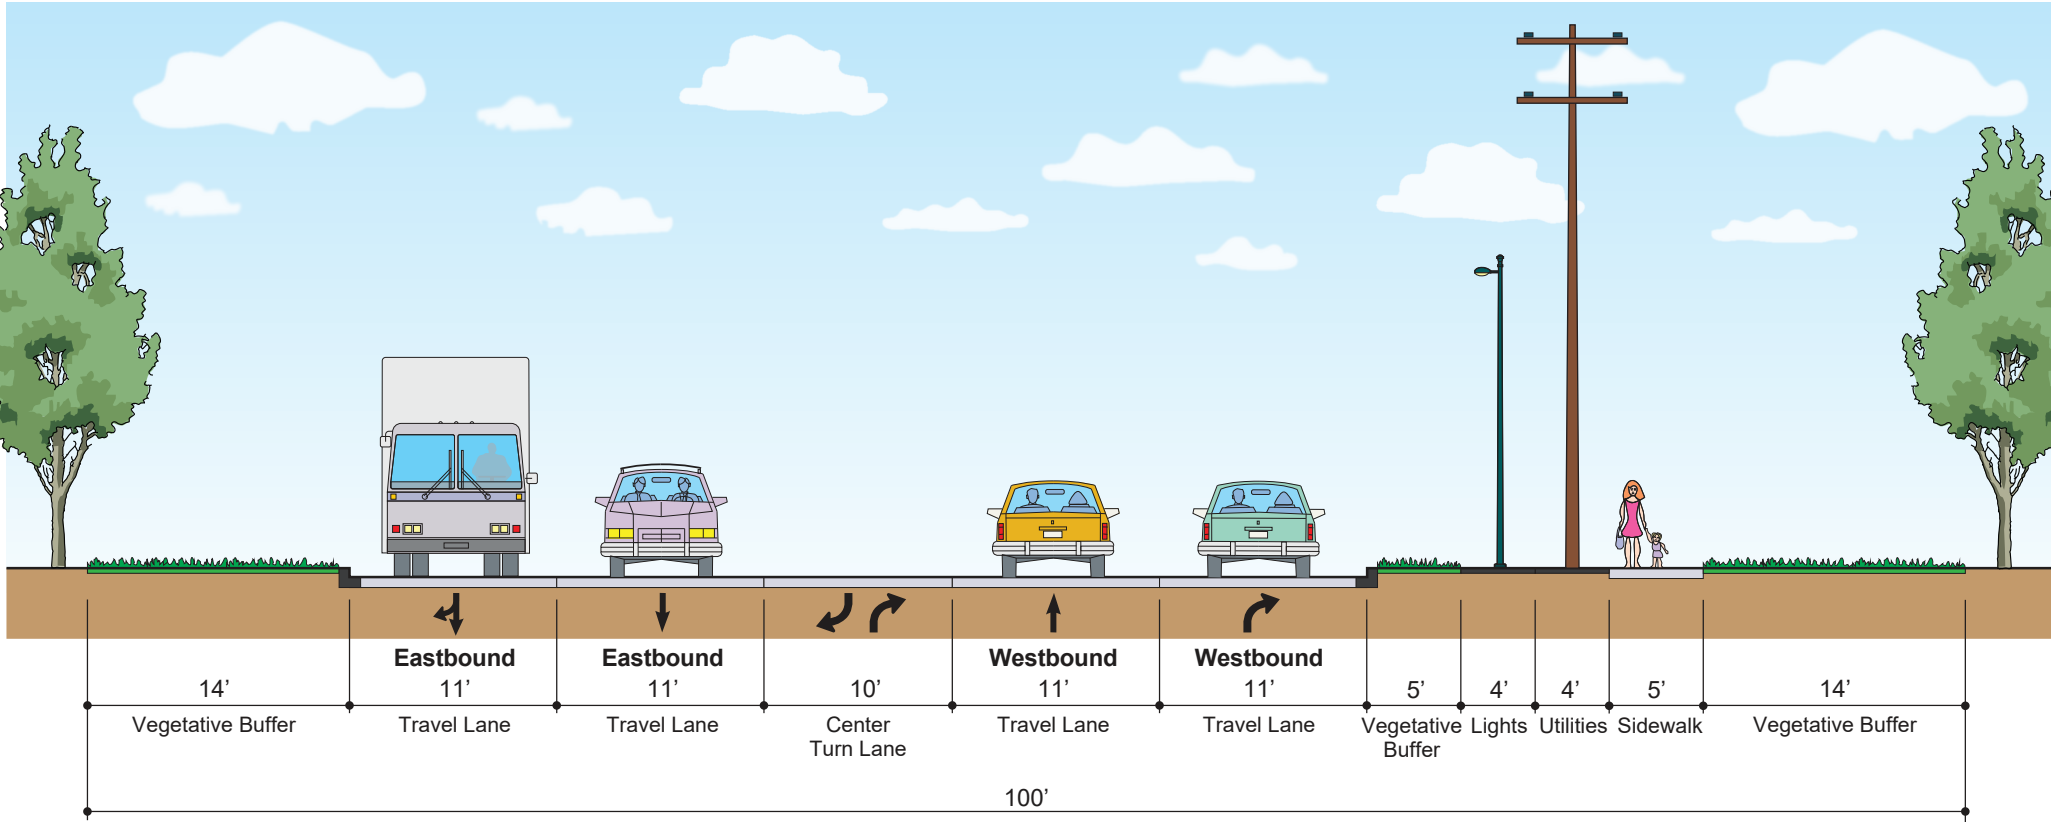 Eastbound Eastbound Westbound Westbound
14’ 11’ 11’ 10’ 11’ 11’ 5’ 4’ 4’ 5’ 14’
Vegetative Buffer Travel Lane Travel Lane Center Travel Lane Travel Lane Vegetative Lights Utilities Sidewalk Vegetative Buffer
Turn Lane Buffer
100’